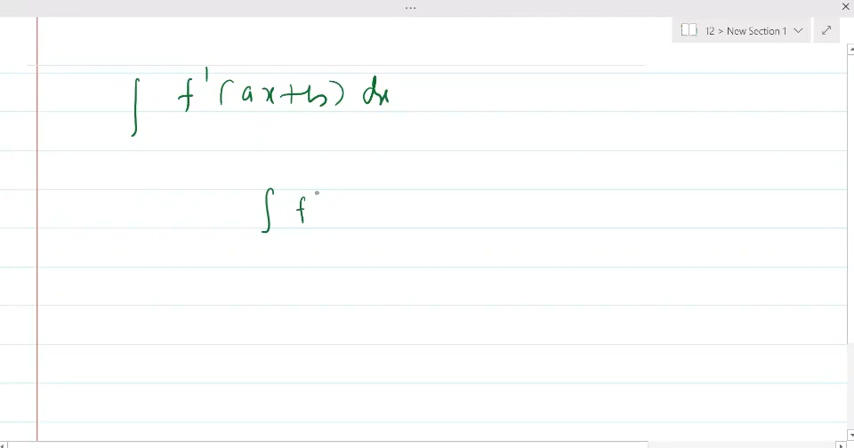 ...
12 > New Section 1
∫ f'(ax+b) dx
∫ f'